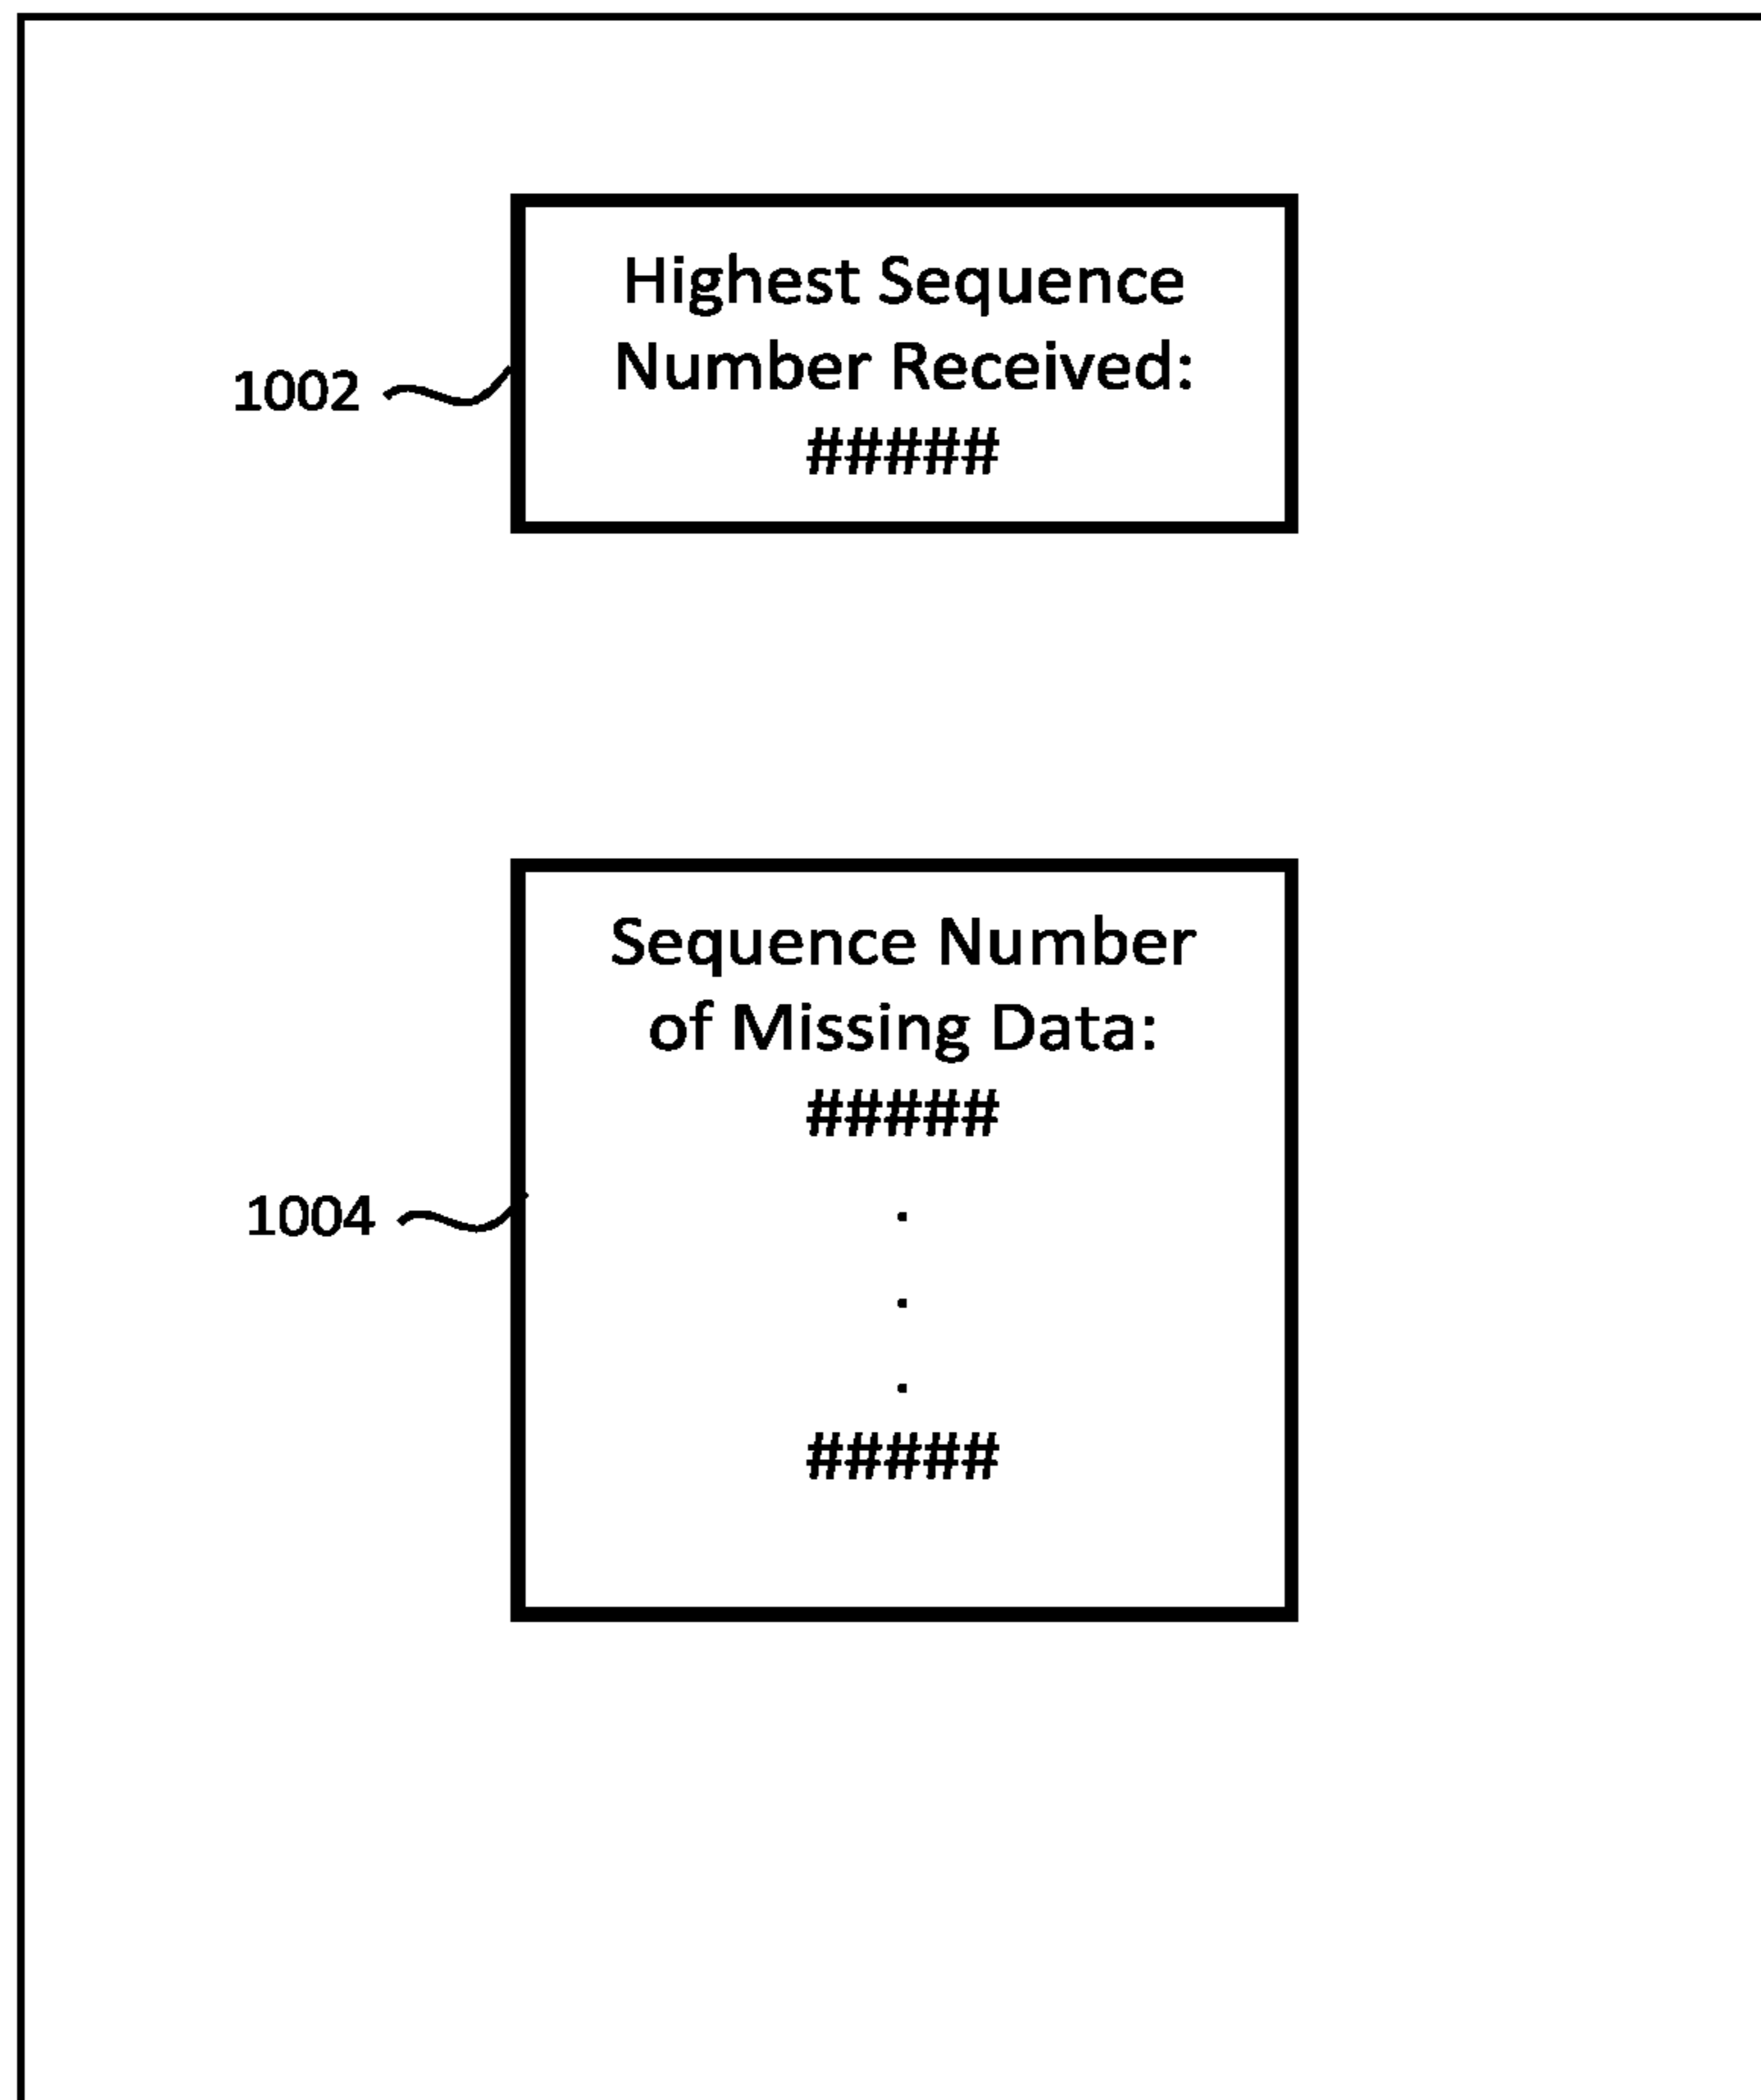 Highest Sequence
Number Received:
#####
1002
Sequence Number
of Missing Data:
#####
.
.
.
#####
1004